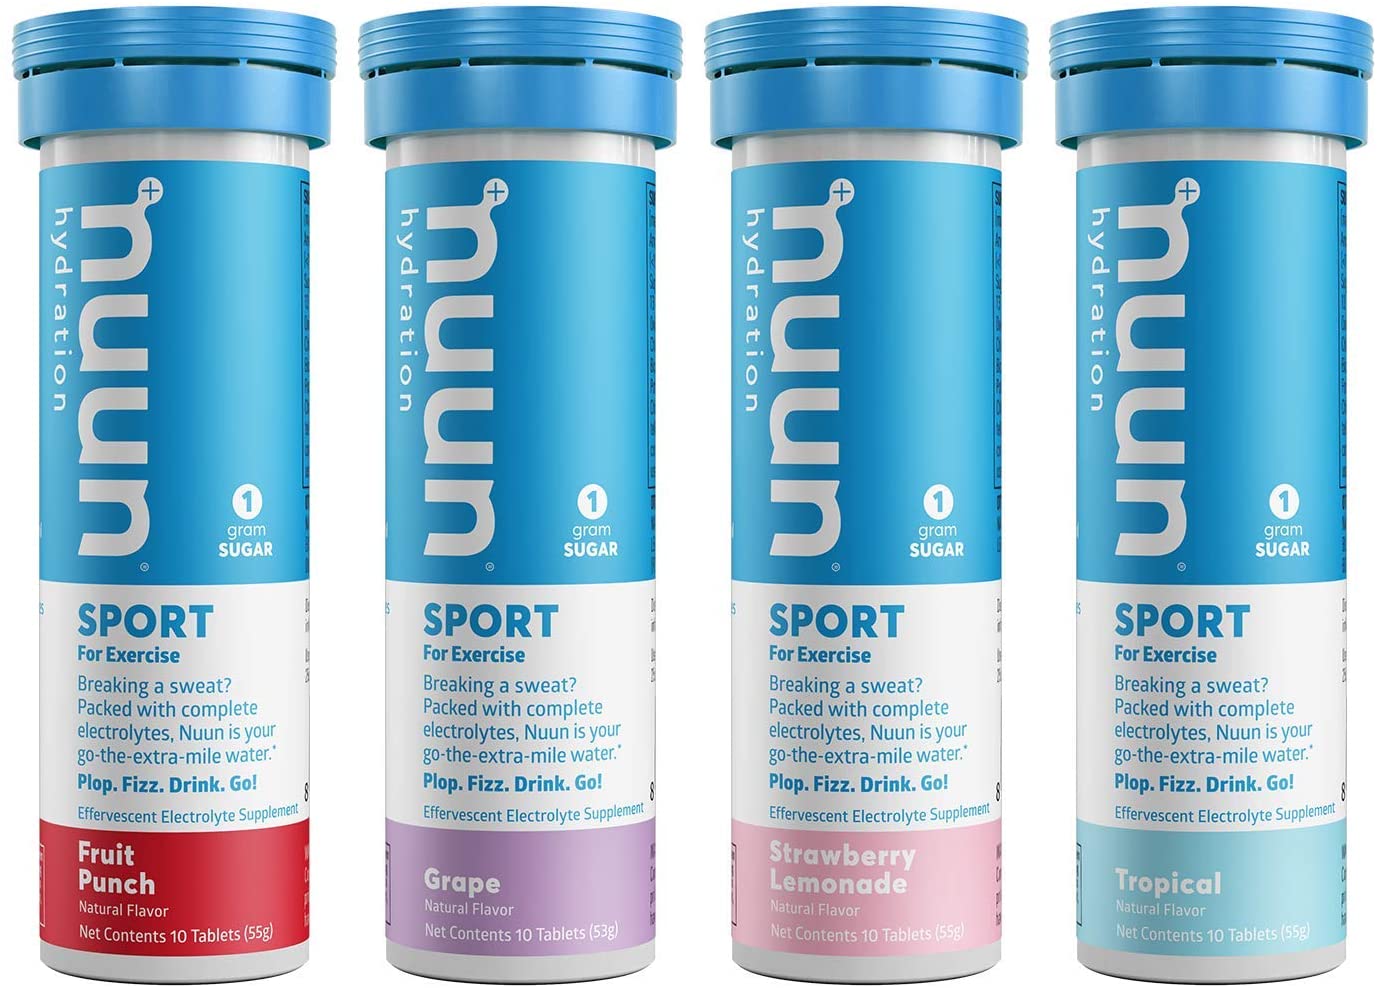 nuun
hydration
1
gram
SUGAR
SPORT
For Exercise
Breaking a sweat?
Packed with complete
electrolytes, Nuun is your
go-the-extra-mile water.*
Plop. Fizz. Drink. Go!
Effervescent Electrolyte Supplement
Fruit
Punch
Natural Flavor
Net Contents 10 Tablets (55g)
nuun
hydration
1
gram
SUGAR
SPORT
For Exercise
Breaking a sweat?
Packed with complete
electrolytes, Nuun is your
go-the-extra-mile water.*
Plop. Fizz. Drink. Go!
Effervescent Electrolyte Supplement
Grape
Natural Flavor
Net Contents 10 Tablets (53g)
nuun
hydration
1
gram
SUGAR
SPORT
For Exercise
Breaking a sweat?
Packed with complete
electrolytes, Nuun is your
go-the-extra-mile water.*
Plop. Fizz. Drink. Go!
Effervescent Electrolyte Supplement
Strawberry
Lemonade
Natural Flavor
Net Contents 10 Tablets (55g)
nuun
hydration
1
gram
SUGAR
SPORT
For Exercise
Breaking a sweat?
Packed with complete
electrolytes, Nuun is your
go-the-extra-mile water.*
Plop. Fizz. Drink. Go!
Effervescent Electrolyte Supplement
Tropical
Natural Flavor
Net Contents 10 Tablets (55g)